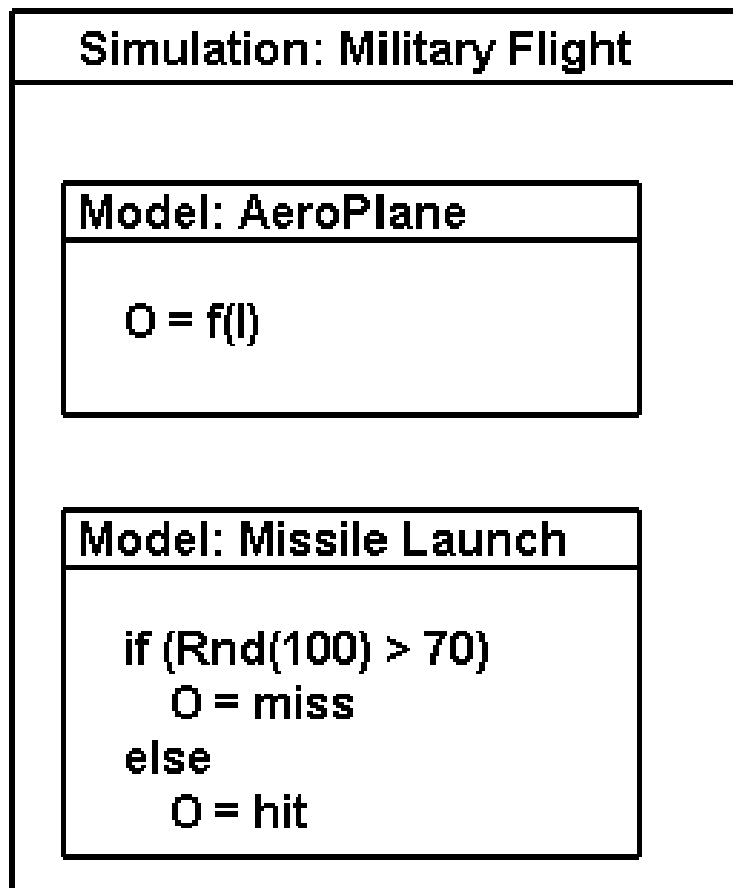 Simulation: Military Flight
Model: AeroPlane
O = f(I)
Model: Missile Launch
if (Rnd(100) > 70)
O = miss
else
O = hit